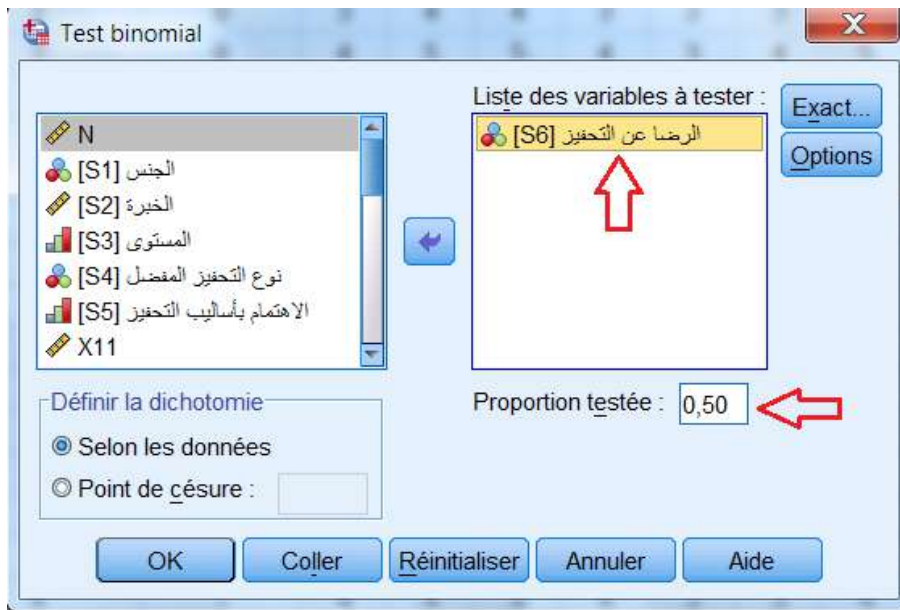 Test binomial
Liste des variables à tester :
N
الجنس [S1]
الخبرة [S2]
المستوى [S3]
نوع التحفيز المفضل [S4]
الاهتمام بأساليب التحفيز [S5]
X11
الرضا عن التحفيز [S6]
Exact...
Options
Définir la dichotomie
Selon les données
Point de césure :
Proportion testée : 0,50
OK Coller Réinitialiser Annuler Aide